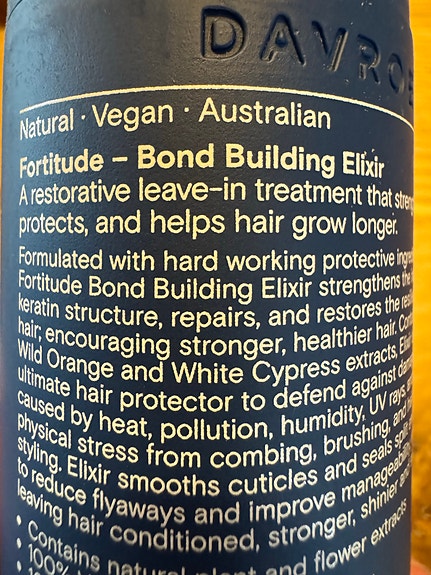 DAVRO
Natural · Vegan · Australian
Fortitude – Bond Building Elixir
A restorative leave-in treatment that
protects, and helps hair grow longer.
Formulated with hard working protective
Fortitude Bond Building Elixir strengthens the
keratin structure, repairs, and restores the
hair, encouraging stronger, healthier hair.
Wild Orange and White Cypress extracts,
ultimate hair protector to defend against
caused by heat, pollution, humidity, UV rays,
physical stress from combing, brushing, and
styling. Elixir smooths cuticles and seals
to reduce flyaways and improve
leaving hair conditioned, stronger, shinier
• Contains natural plant and flower extracts
• 100%